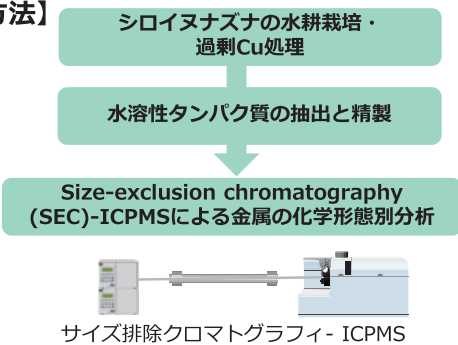 方法】
シロイヌナズナの水耕栽培・
過剰Cu処理
水溶性タンパク質の抽出と精製
Size-exclusion chromatography
(SEC)-ICPMSによる金属の化学形態別分析
サイズ排除クロマトグラフィ- ICPMS